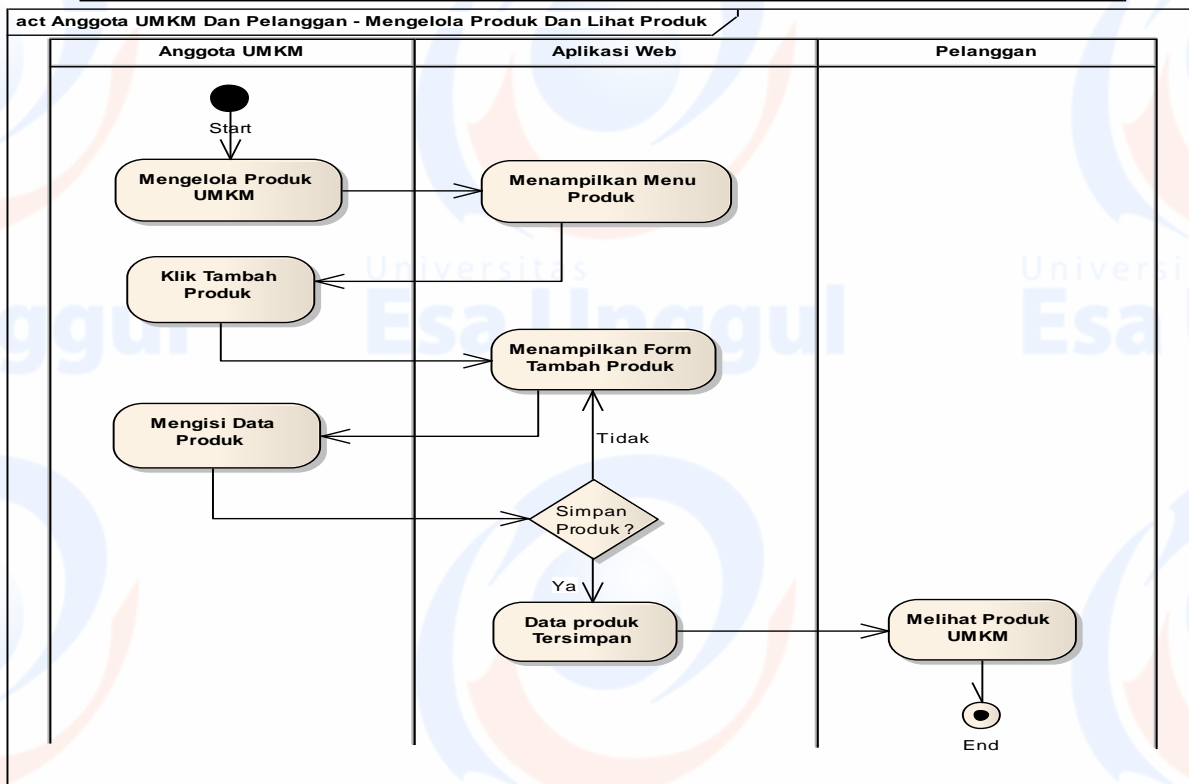 act Anggota UMKM Dan Pelanggan - Mengelola Produk Dan Lihat Produk
Anggota UMKM
Aplikasi Web
Pelanggan
Start
Mengelola Produk
UMKM
Menampilkan Menu
Produk
Klik Tambah
Produk
Universitas
Esa Unggul
Universi
Esa
ggul
Menampilkan Form
Tambah Produk
Mengisi Data
Produk
Tidak
Simpan
Produk?
Ya
Data produk
Tersimpan
Melihat Produk
UMKM
End